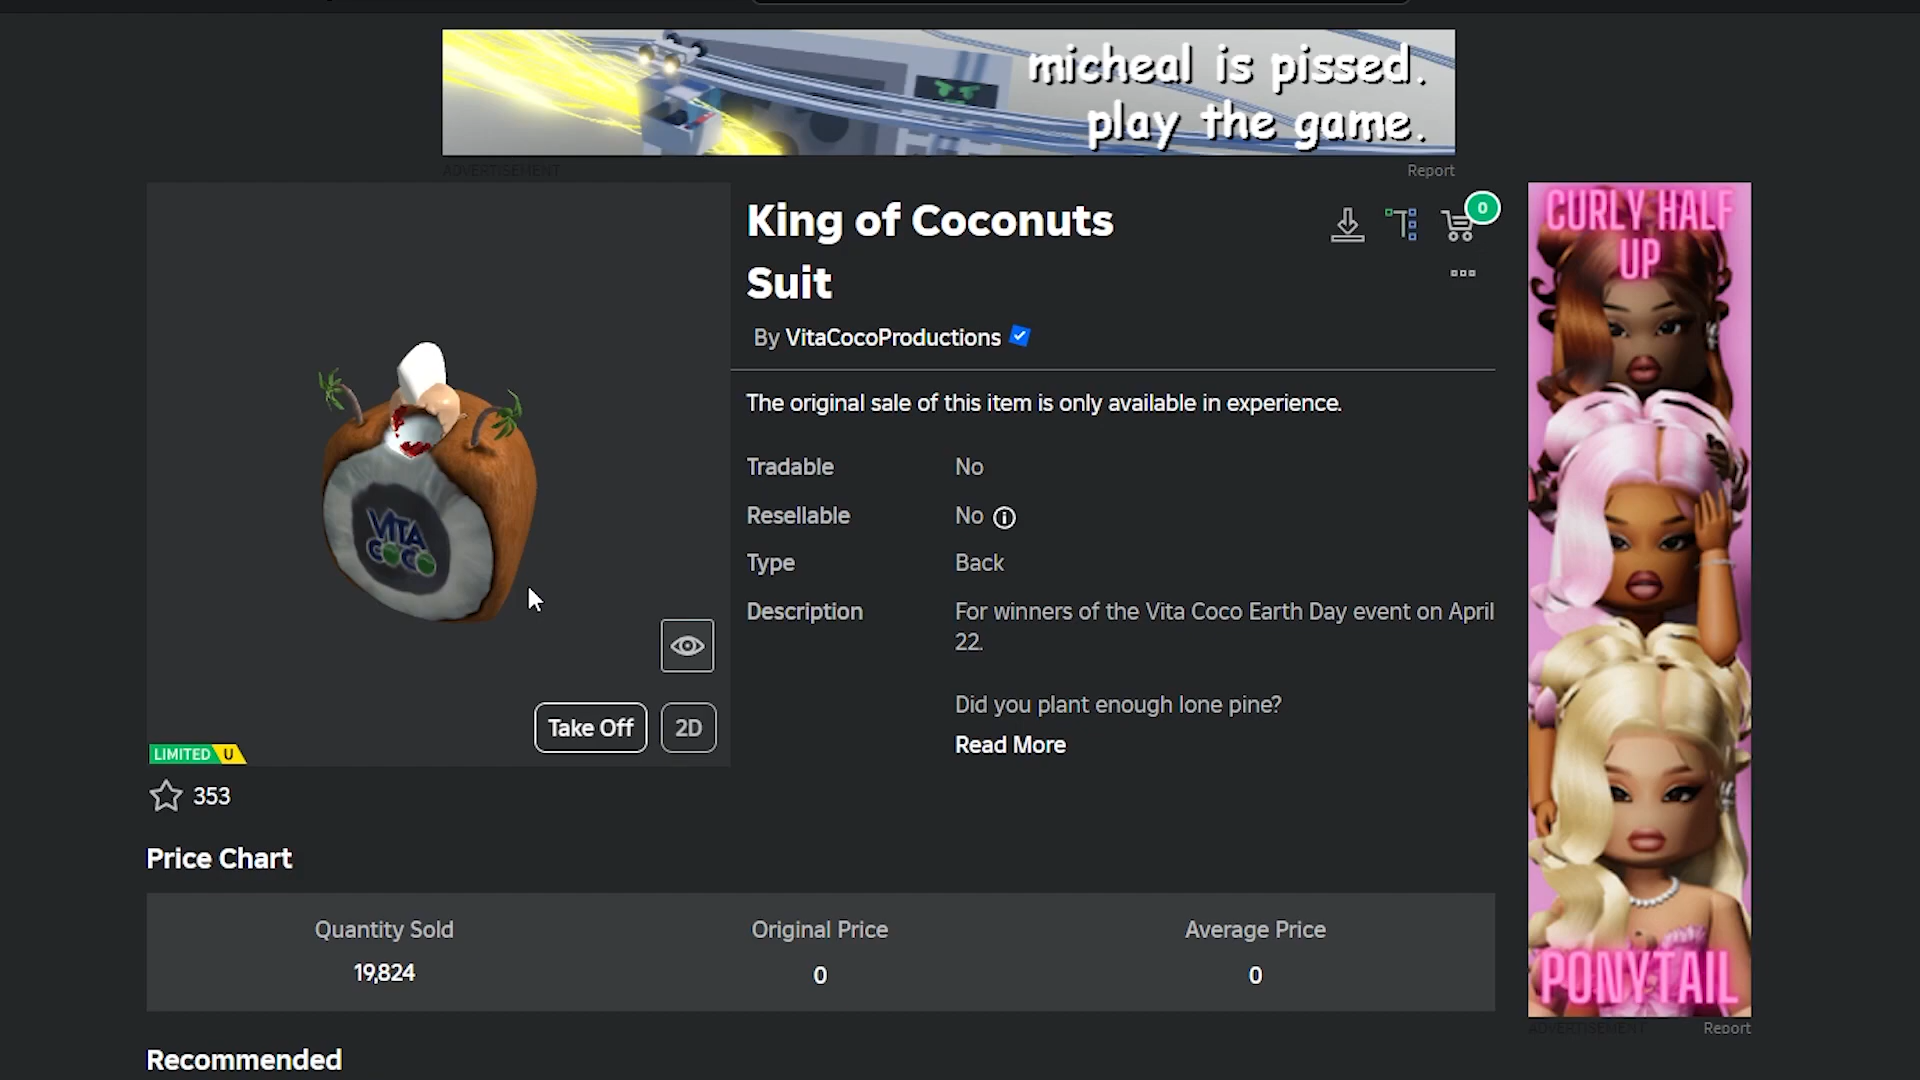 micheal is pissed.
play the game.
ADVERTISEMENT
Report
King of Coconuts
Suit
0
By VitaCocoProductions
The original sale of this item is only available in experience.
Tradable No
Resellable No
Type Back
Description For winners of the Vita Coco Earth Day event on April
22.
Did you plant enough lone pine?
Read More
VITA
COCO
Take Off
2D
LIMITED U
353
Price Chart
Quantity Sold Original Price Average Price
19,824 0 0
Recommended
CURLY HALF
UP
PONYTAIL
ADVERTISEMENT
Report